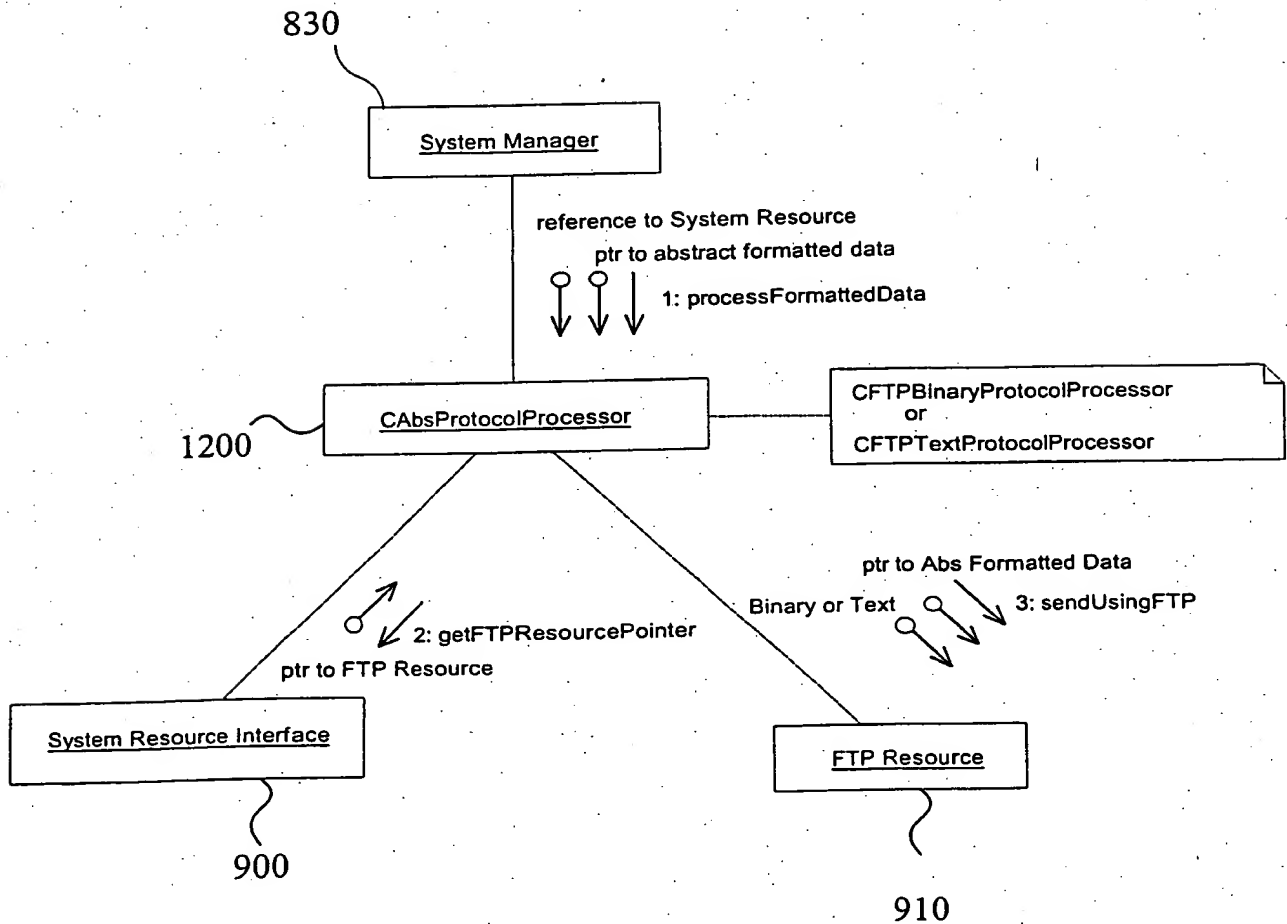 830
System Manager
reference to System Resource
ptr to abstract formatted data
1: processFormattedData
CAbsProtocolProcessor
1200
CFTPBinaryProtocolProcessor
or
CFTPTextProtocolProcessor
ptr to Abs Formatted Data
Binary or Text
3: sendUsingFTP
2: getFTPResourcePointer
ptr to FTP Resource
System Resource Interface
FTP Resource
900
910